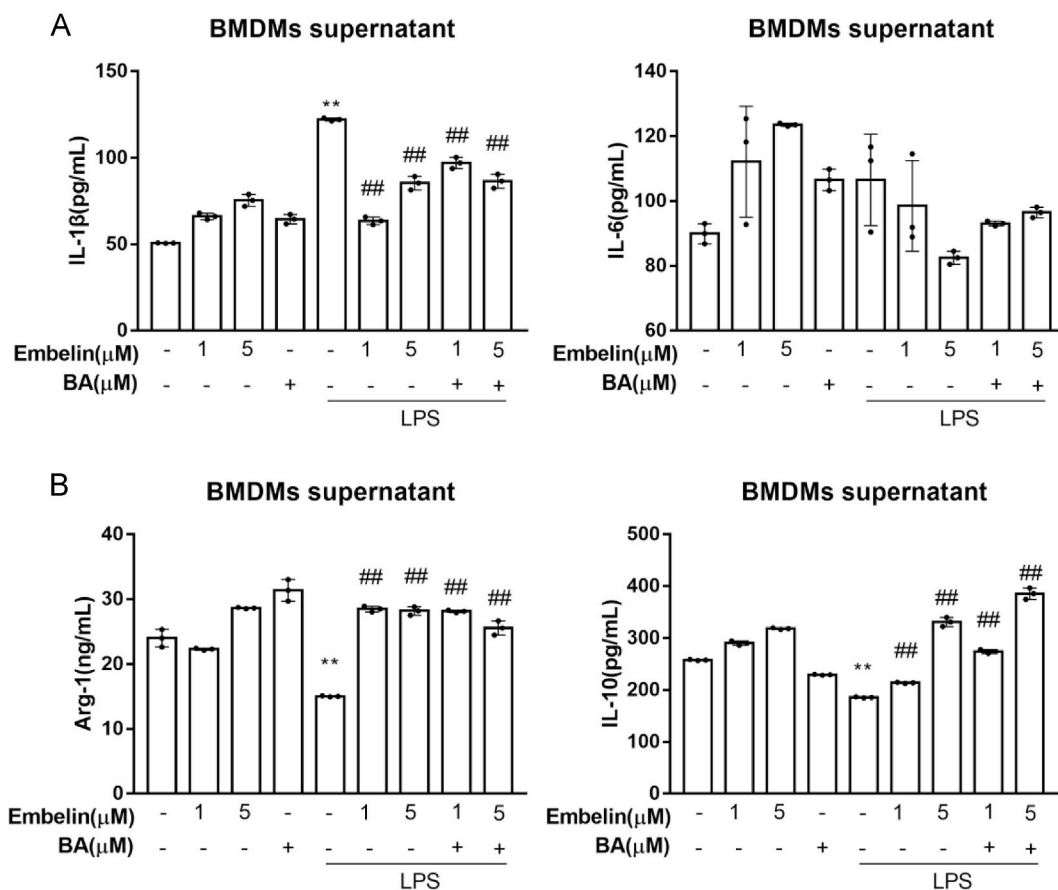 A
BMDMs supernatant
IL-1β(pg/mL)
150
100
50
0
**
##
##
##
##
Embelin(μM) - 1 5 - - 1 5 1 5
BA(μM) - - - + - - - + +
LPS
BMDMs supernatant
IL-6(pg/mL)
140
120
100
80
60
Embelin(μM) - 1 5 - - 1 5 1 5
BA(μM) - - - + - - - + +
LPS
B
BMDMs supernatant
Arg-1(ng/mL)
40
30
20
10
0
**
##
##
##
##
Embelin(μM) - 1 5 - - 1 5 1 5
BA(μM) - - - + - - - + +
LPS
BMDMs supernatant
IL-10(pg/mL)
500
400
300
200
100
0
**
##
##
##
##
Embelin(μM) - 1 5 - - 1 5 1 5
BA(μM) - - - + - - - + +
LPS